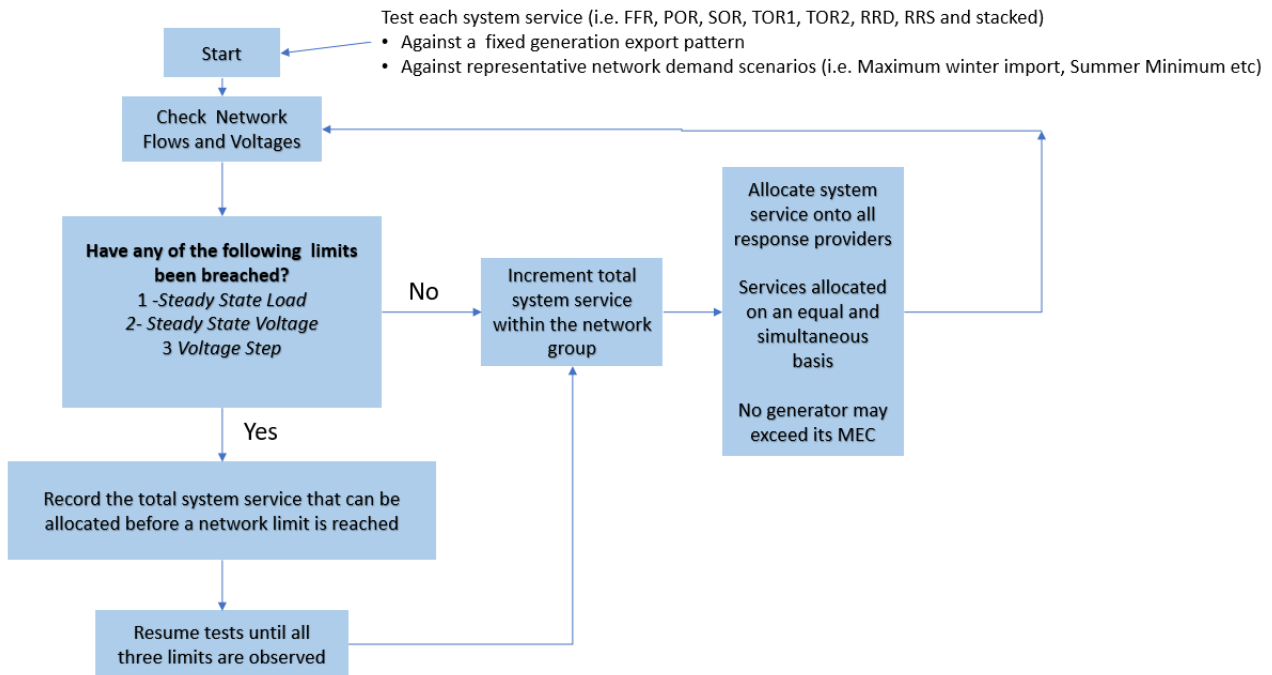 Test each system service (i.e. FFR, POR, SOR, TOR1, TOR2, RRD, RRS and stacked)
• Against a fixed generation export pattern
• Against representative network demand scenarios (i.e. Maximum winter import, Summer Minimum etc)
Start
Check Network
Flows and Voltages
Have any of the following limits
been breached?
1 -Steady State Load
2- Steady State Voltage
3 Voltage Step
No
Increment total
system service
within the network
group
Allocate system
service onto all
response providers
Services allocated
on an equal and
simultaneous
basis
No generator may
exceed its MEC
Yes
Record the total system service that can be
allocated before a network limit is reached
Resume tests until all
three limits are observed